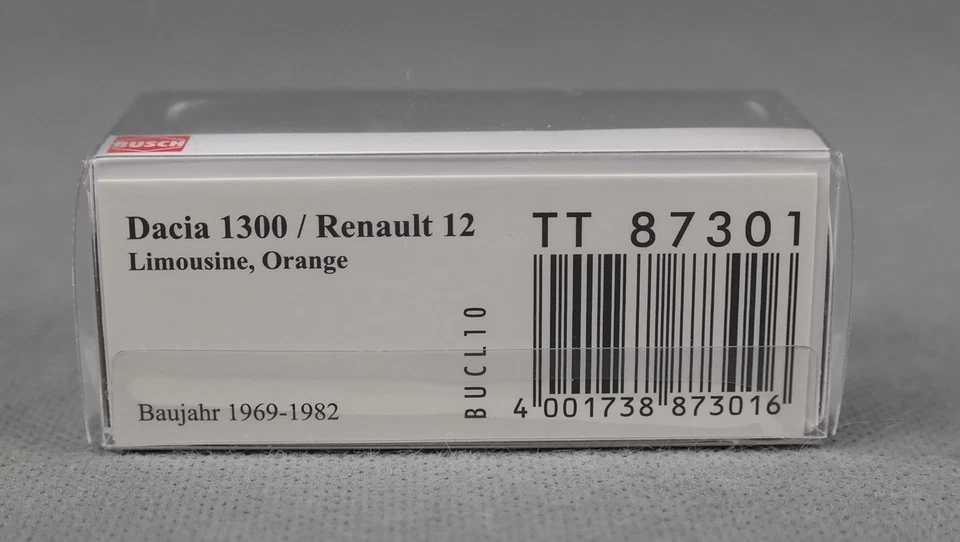 BUSCH
Dacia 1300 / Renault 12
Limousine, Orange
Baujahr 1969-1982
BUCL10
TT 87301
4 001738 873016